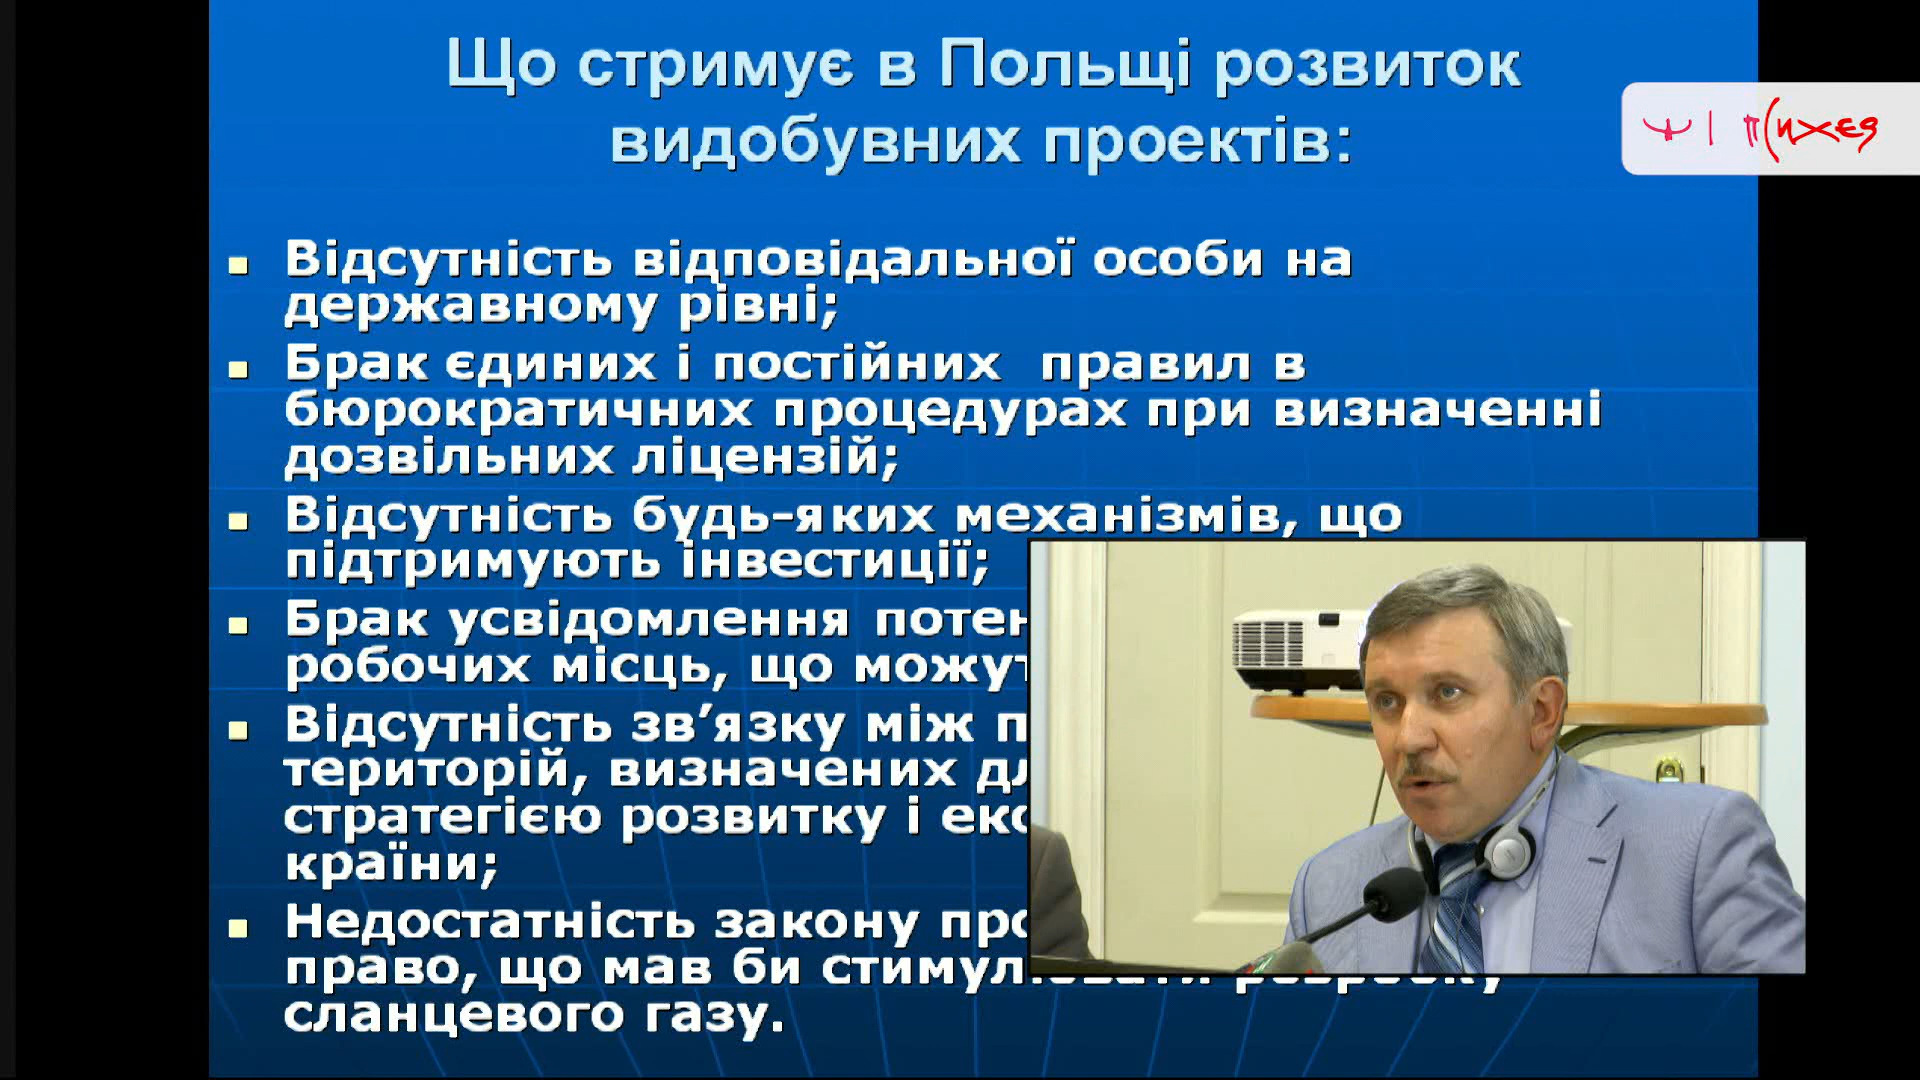 Що стримує в Польщі розвиток
видобувних проектів:
Ψ | Психея
Відсутність відповідальної особи на
державному рівні;
Брак єдиних і постійних правил в
бюрократичних процедурах при визначенні
дозвільних ліцензій;
Відсутність будь-яких механізмів, що
підтримують інвестиції;
Брак усвідомлення
робочих місць, що
Відсутність зв’язку між
територій, визначених
стратегією розвитку і
країни;
Недостатність закону
право, що мав би
сланцевого газу.